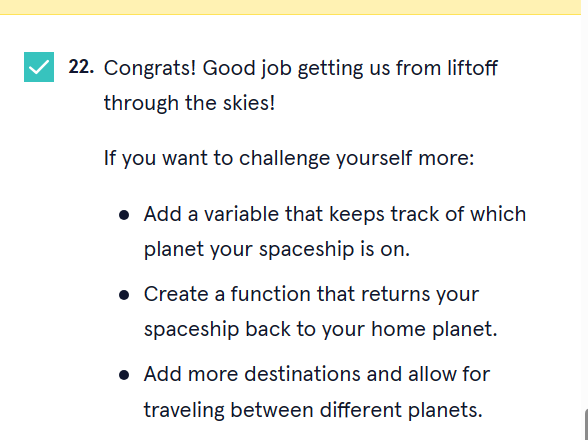 22. Congrats! Good job getting us from liftoff
through the skies!
If you want to challenge yourself more:
● Add a variable that keeps track of which
planet your spaceship is on.
● Create a function that returns your
spaceship back to your home planet.
● Add more destinations and allow for
traveling between different planets.